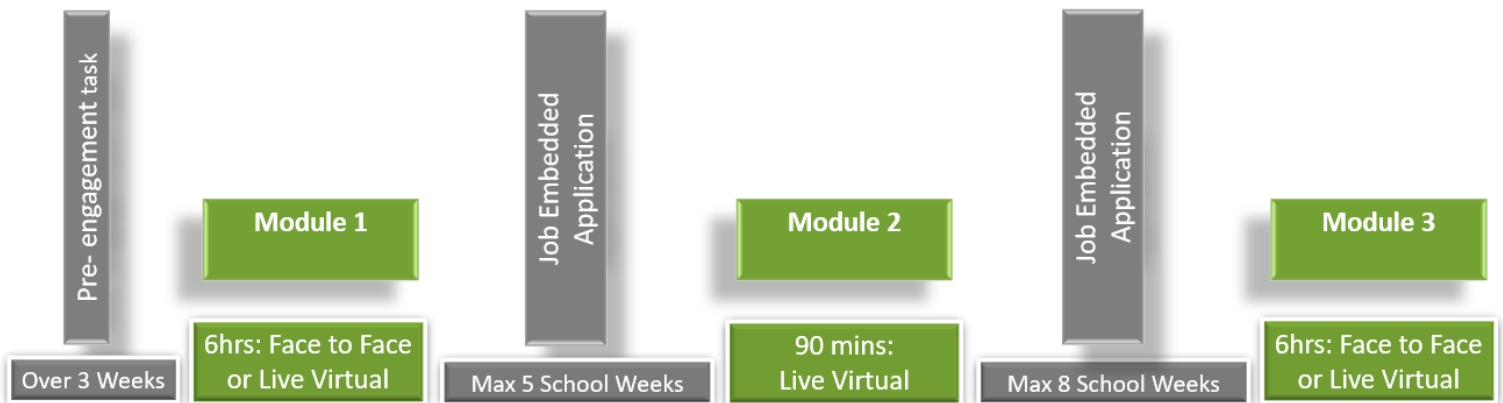 Pre- engagement task
Over 3 Weeks
Module 1
6hrs: Face to Face
or Live Virtual
Job Embedded
Application
Max 5 School Weeks
Module 2
90 mins:
Live Virtual
Job Embedded
Application
Max 8 School Weeks
Module 3
6hrs: Face to Face
or Live Virtual